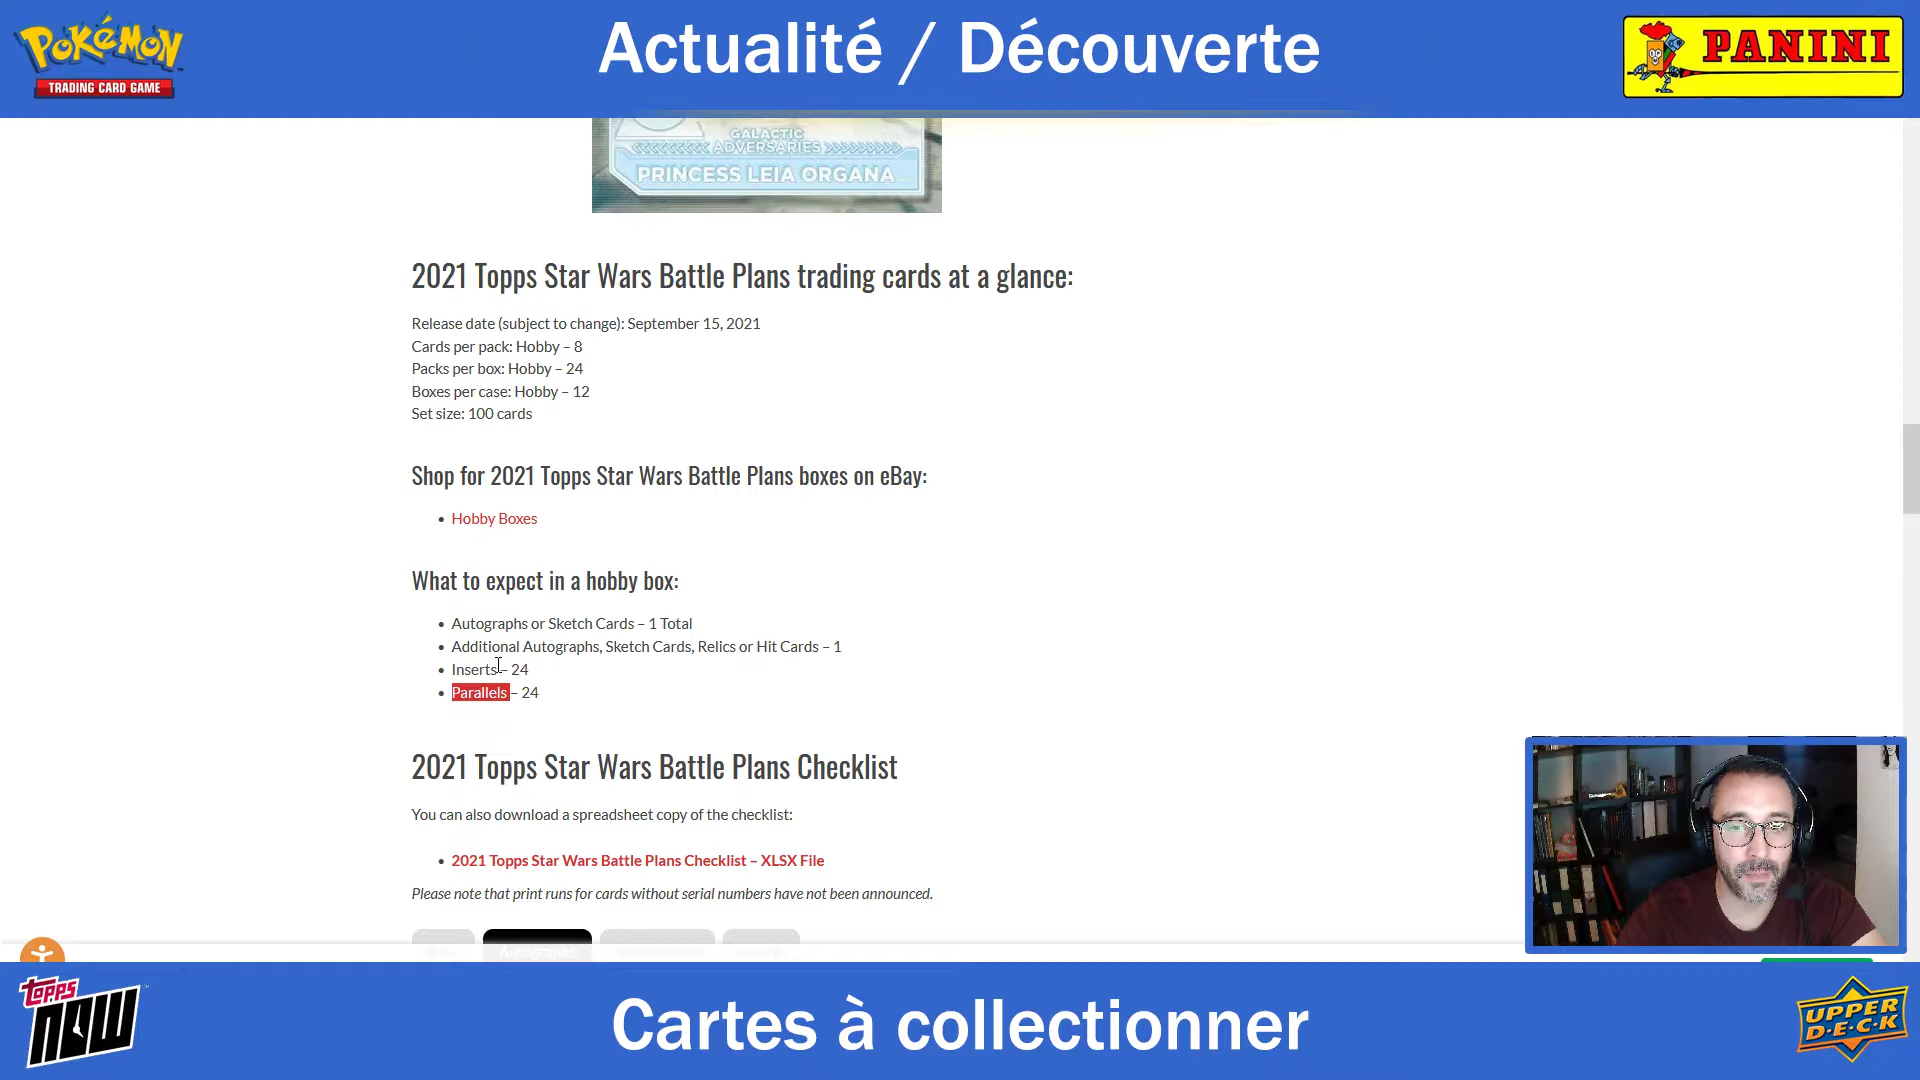 POKéMON
TRADING CARD GAME
Actualité / Découverte
PANINI
GALACTIC
ADVERSARIES
PRINCESS LEIA ORGANA
2021 Topps Star Wars Battle Plans trading cards at a glance:
Release date (subject to change): September 15, 2021
Cards per pack: Hobby – 8
Packs per box: Hobby – 24
Boxes per case: Hobby – 12
Set size: 100 cards
Shop for 2021 Topps Star Wars Battle Plans boxes on eBay:
• Hobby Boxes
What to expect in a hobby box:
• Autographs or Sketch Cards – 1 Total
• Additional Autographs, Sketch Cards, Relics or Hit Cards – 1
• Inserts – 24
• Parallels – 24
2021 Topps Star Wars Battle Plans Checklist
You can also download a spreadsheet copy of the checklist:
• 2021 Topps Star Wars Battle Plans Checklist – XLSX File
Please note that print runs for cards without serial numbers have not been announced.
Autographs
topps
NOW
Cartes à collectionner
UPPER
D·E·C·K